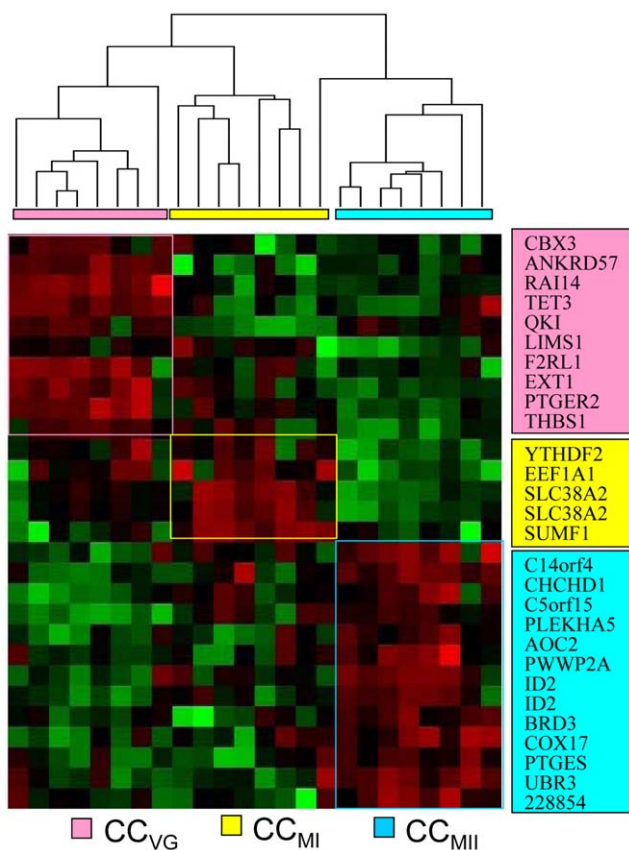 CBX3
ANKRD57
RAI14
TET3
QKI
LIMS1
F2RL1
EXT1
PTGER2
THBS1
YTHDF2
EEF1A1
SLC38A2
SLC38A2
SUMF1
C14orf4
CHCHD1
C5orf15
PLEKHA5
AOC2
PWWP2A
ID2
ID2
BRD3
COX17
PTGES
UBR3
228854
CCVG CCMI CCMII